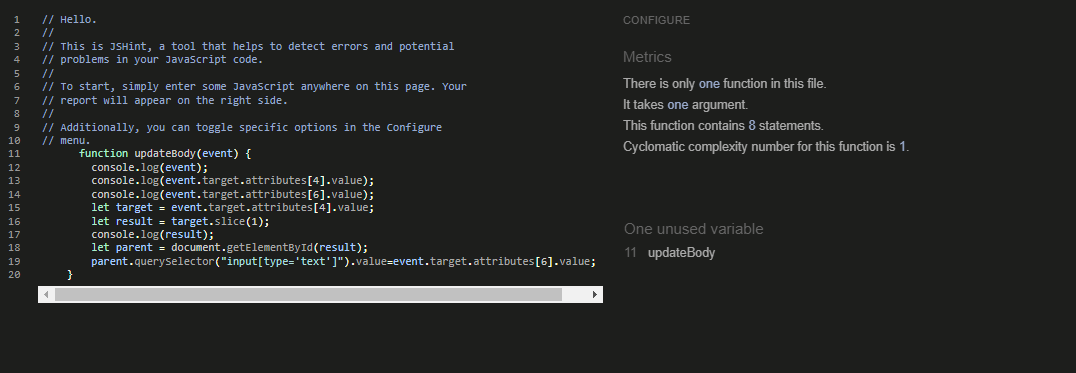 1 // Hello.
2 //
3 // This is JSHint, a tool that helps to detect errors and potential
4 // problems in your JavaScript code.
5 //
6 // To start, simply enter some JavaScript anywhere on this page. Your
7 // report will appear on the right side.
8 //
9 // Additionally, you can toggle specific options in the Configure
10 // menu.
11 function updateBody(event) {
12 console.log(event);
13 console.log(event.target.attributes[4].value);
14 console.log(event.target.attributes[6].value);
15 let target = event.target.attributes[4].value;
16 let result = target.slice(1);
17 console.log(result);
18 let parent = document.getElementById(result);
19 parent.querySelector("input[type='text']").value=event.target.attributes[6].value;
20 }
CONFIGURE
Metrics
There is only one function in this file.
It takes one argument.
This function contains 8 statements.
Cyclomatic complexity number for this function is 1.
One unused variable
11 updateBody